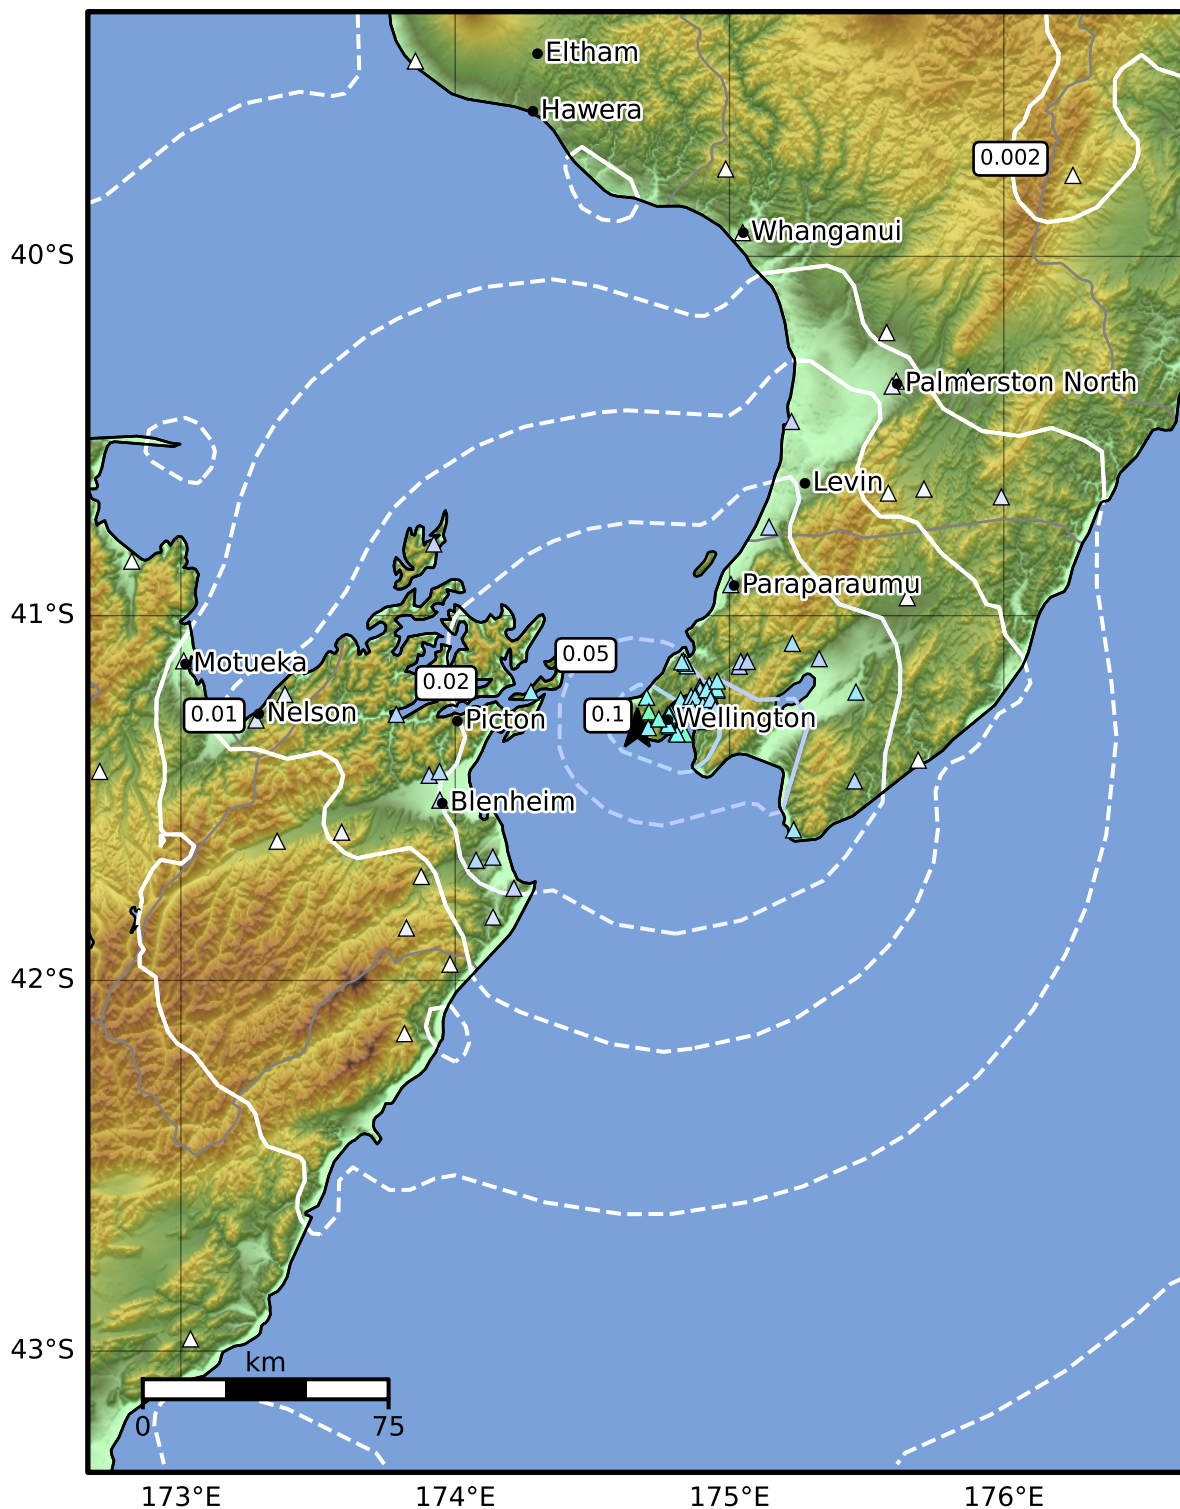 Eltham
Hawera
0.002
Whanganui
40°S
Palmerston North
Levin
Paraparaumu
41°S
0.05
Motueka
0.02
0.01
Nelson
Picton
0.1
Wellington
Blenheim
42°S
43°S
km
0
75
173°E
174°E
175°E
176°E